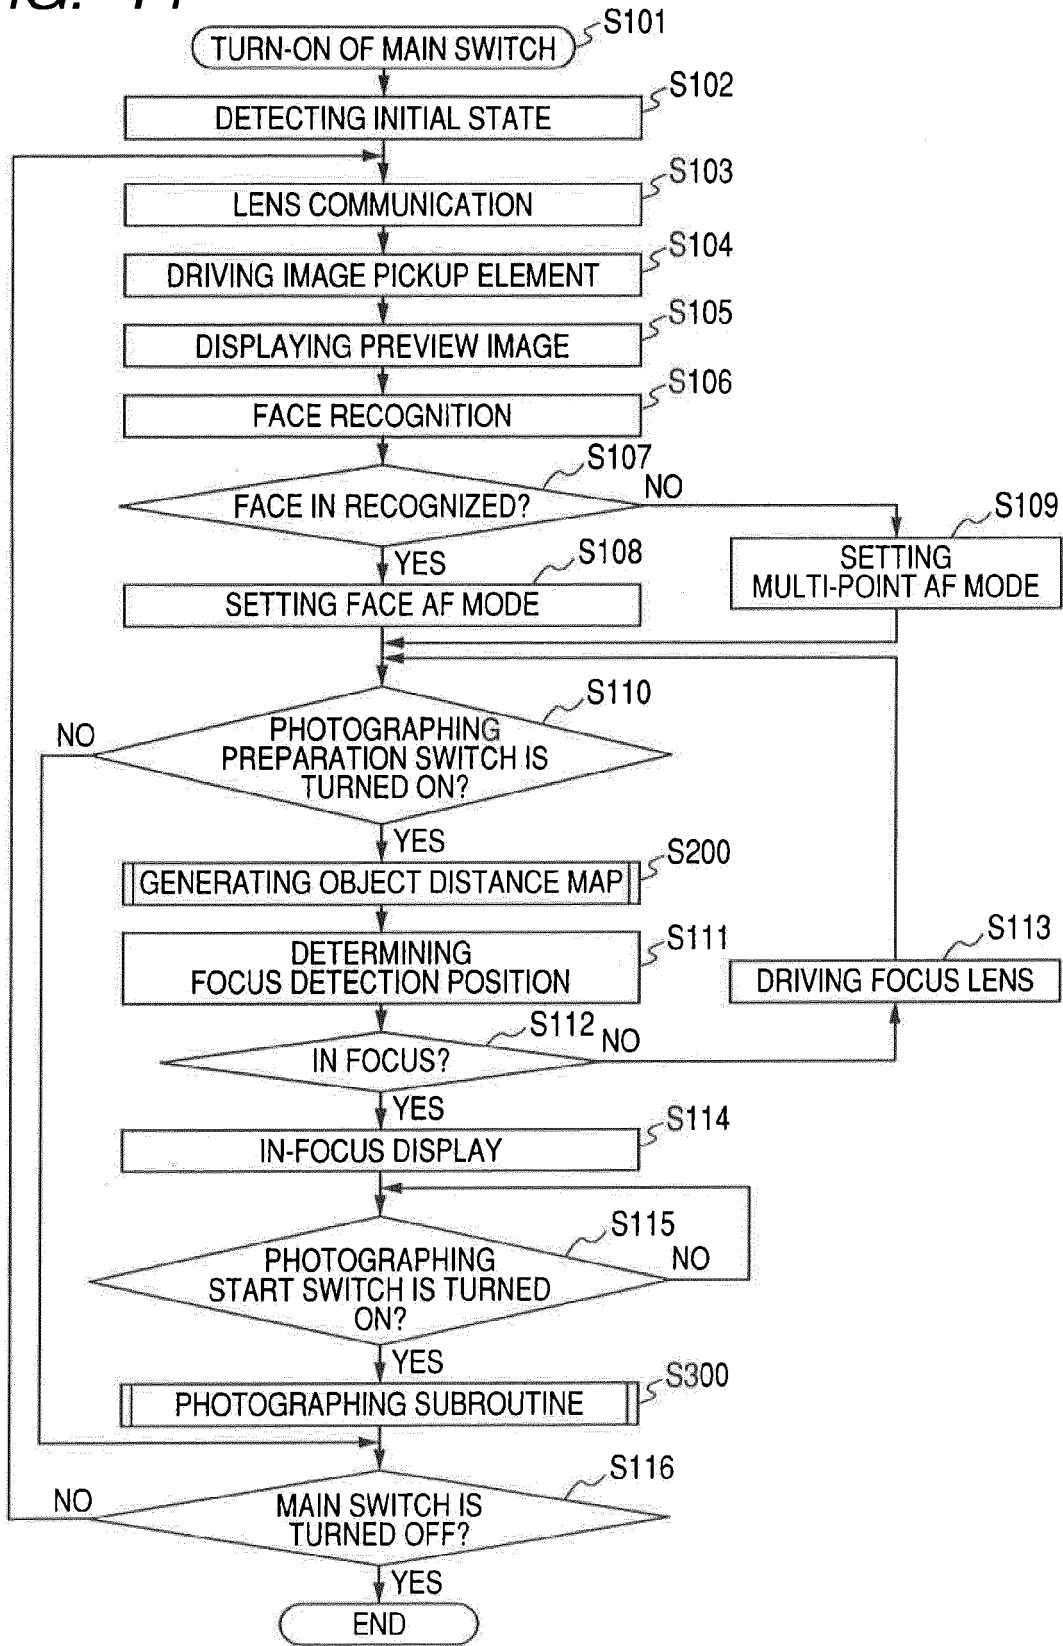 TURN-ON OF MAIN SWITCH
S101
DETECTING INITIAL STATE
S102
LENS COMMUNICATION
S103
DRIVING IMAGE PICKUP ELEMENT
S104
DISPLAYING PREVIEW IMAGE
S105
FACE RECOGNITION
S106
FACE IN RECOGNIZED?
S107
NO
YES
SETTING FACE AF MODE
S108
S109
SETTING
MULTI-POINT AF MODE
S110
NO
PHOTOGRAPHING
PREPARATION SWITCH IS
TURNED ON?
YES
GENERATING OBJECT DISTANCE MAP
S200
DETERMINING
FOCUS DETECTION POSITION
S111
S113
DRIVING FOCUS LENS
IN FOCUS?
S112
NO
YES
IN-FOCUS DISPLAY
S114
S115
PHOTOGRAPHING
START SWITCH IS TURNED
ON?
NO
YES
PHOTOGRAPHING SUBROUTINE
S300
S116
NO
MAIN SWITCH IS
TURNED OFF?
YES
END